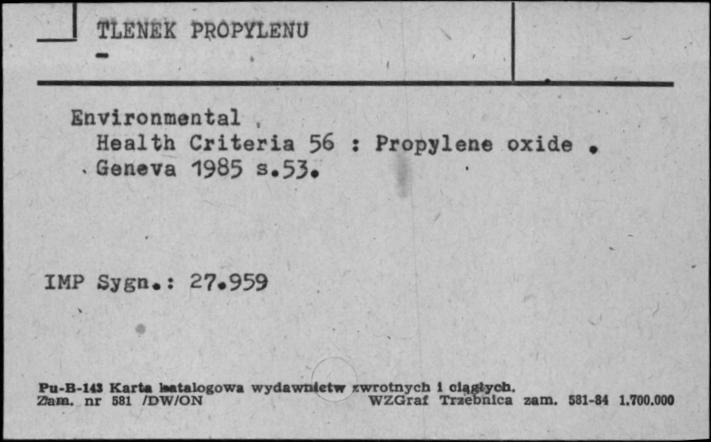 TLENEK PROPYLENU
Environmental
Health Criteria 56 : Propylene oxide .
Geneva 1985 s.53.
IMP Sygn.: 27.959
Pu-B-143 Karta katalogowa wydawnictw zwrotnych i ciągłych.
Zam. nr 581 /DW/ON WZGraf Trzebnica zam. 581-84 1.700.000